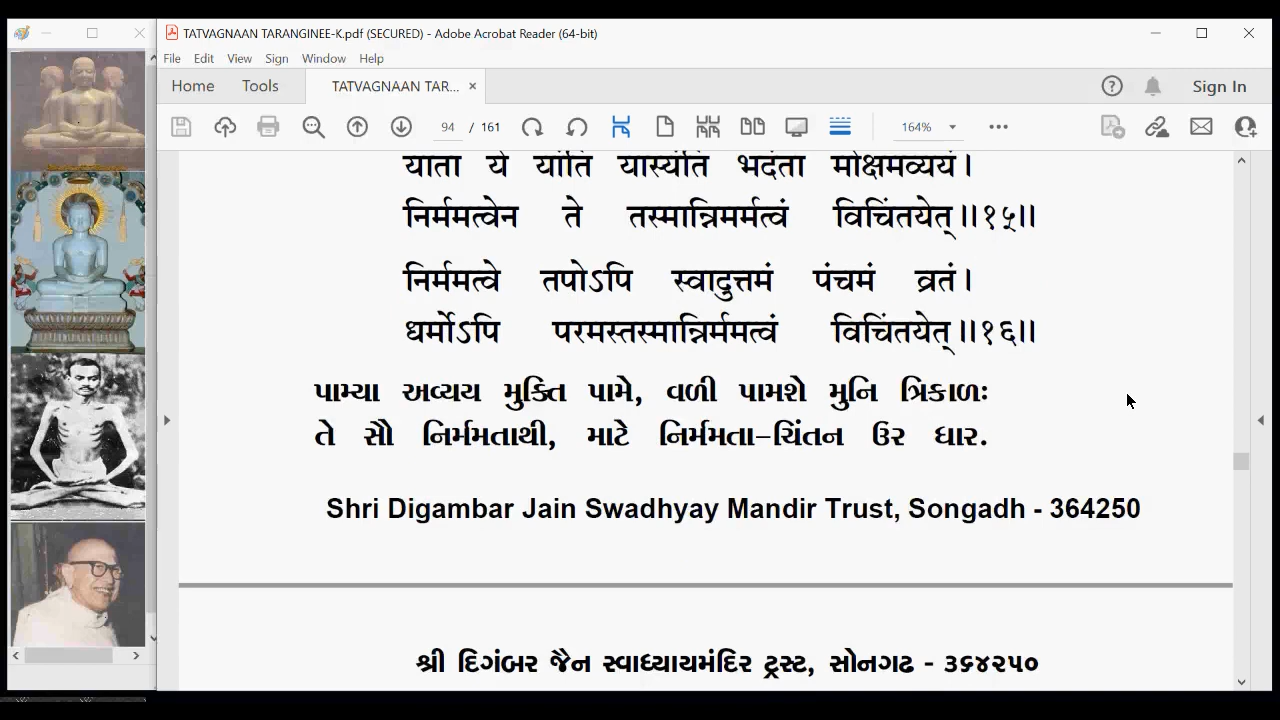 TATVAGNAAN TARANGINEE-K.pdf (SECURED) - Adobe Acrobat Reader (64-bit)
File Edit View Sign Window Help
Home Tools TATVAGNAAN TAR... × Sign In
94 / 161 164%
याता ये यांति यास्यंति भदंता मोक्षमव्ययं।
निर्ममत्वेन ते तस्मान्निमर्मत्वं विचिंतयेत्॥१५॥
निर्ममत्वे तपोऽपि स्वादुत्तमं पंचमं व्रतं।
धर्मोऽपि परमस्तस्मान्निर्ममत्वं विचिंतयेत्॥१६॥
પામ્યા અવ્યય મુક્તિ પામે, વળી પામશે મુનિ ત્રિકાળઃ
તે સૌ નિર્મમતાથી, માટે નિર્મમતા-ચિંતન ઉર ધાર.
Shri Digambar Jain Swadhyay Mandir Trust, Songadh - 364250
શ્રી દિગંબર જૈન સ્વાધ્યાયમંદિર ટ્રસ્ટ, સોનગઢ - ૩૬૪૨૫૦